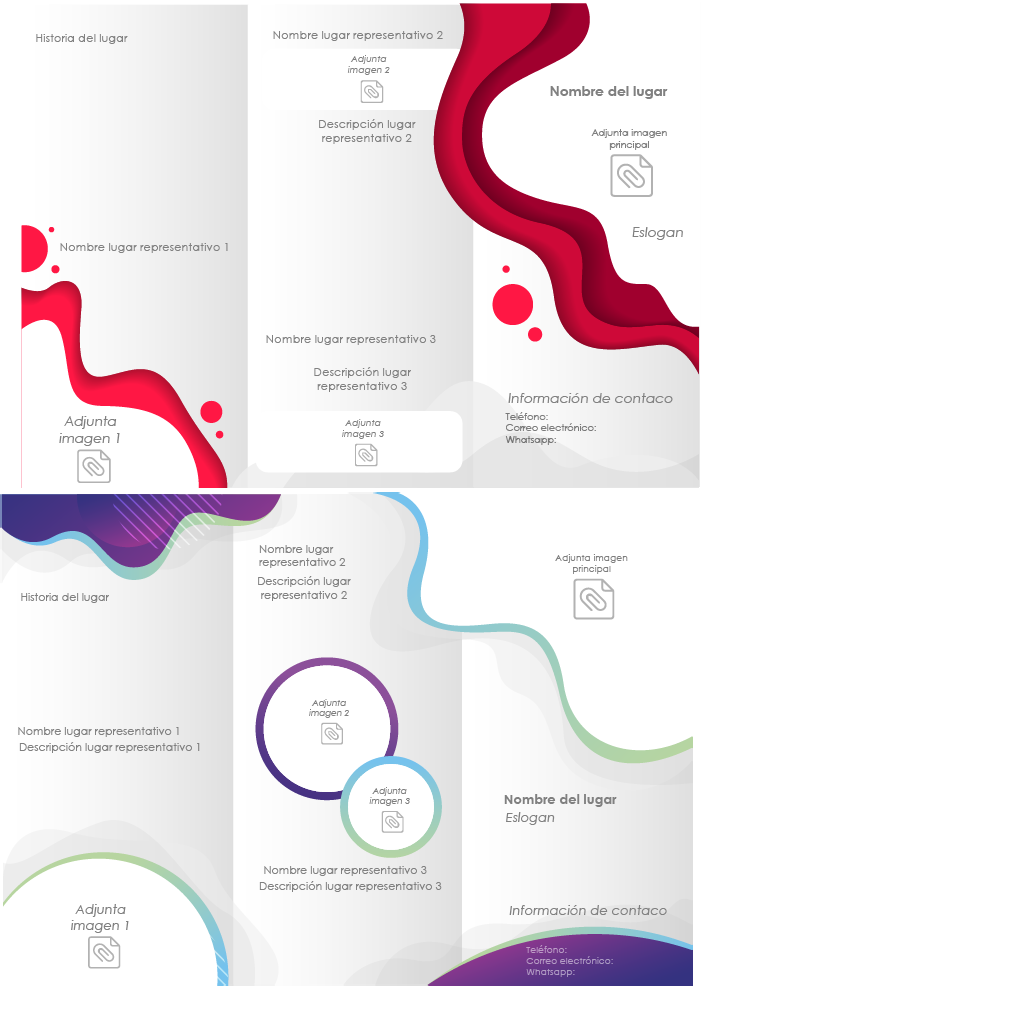 Historia del lugar
Nombre lugar representativo 1
Adjunta
imagen 1
Nombre lugar representativo 2
Adjunta
imagen 2
Descripción lugar
representativo 2
Nombre lugar representativo 3
Descripción lugar
representativo 3
Adjunta
imagen 3
Nombre del lugar
Adjunta imagen
principal
Eslogan
Información de contaco
Teléfono:
Correo electrónico:
Whatsapp:
Historia del lugar
Nombre lugar representativo 1
Descripción lugar representativo 1
Adjunta
imagen 1
Nombre lugar
representativo 2
Descripción lugar
representativo 2
Adjunta
imagen 2
Adjunta
imagen 3
Nombre lugar representativo 3
Descripción lugar representativo 3
Adjunta imagen
principal
Nombre del lugar
Eslogan
Información de contaco
Teléfono:
Correo electrónico:
Whatsapp: